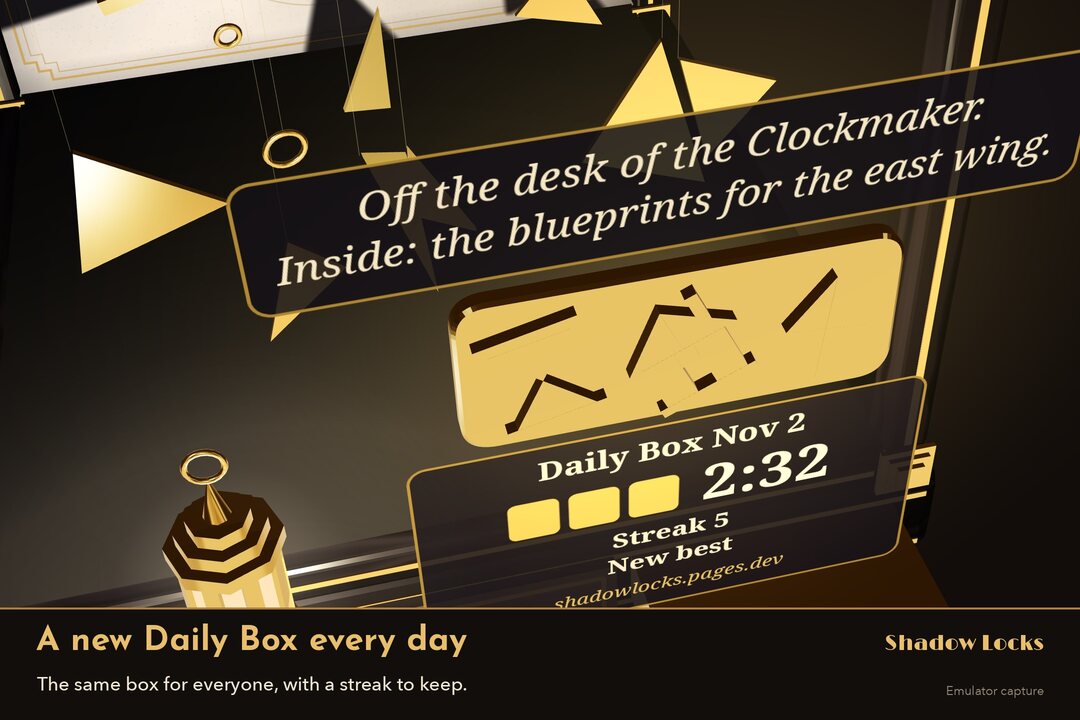 Off the desk of the Clockmaker.
Inside: the blueprints for the east wing.
Daily Box Nov 2
2:32
Streak 5
New best
shadowlocks.pages.dev
A new Daily Box every day
The same box for everyone, with a streak to keep.
Shadow Locks
Emulator capture